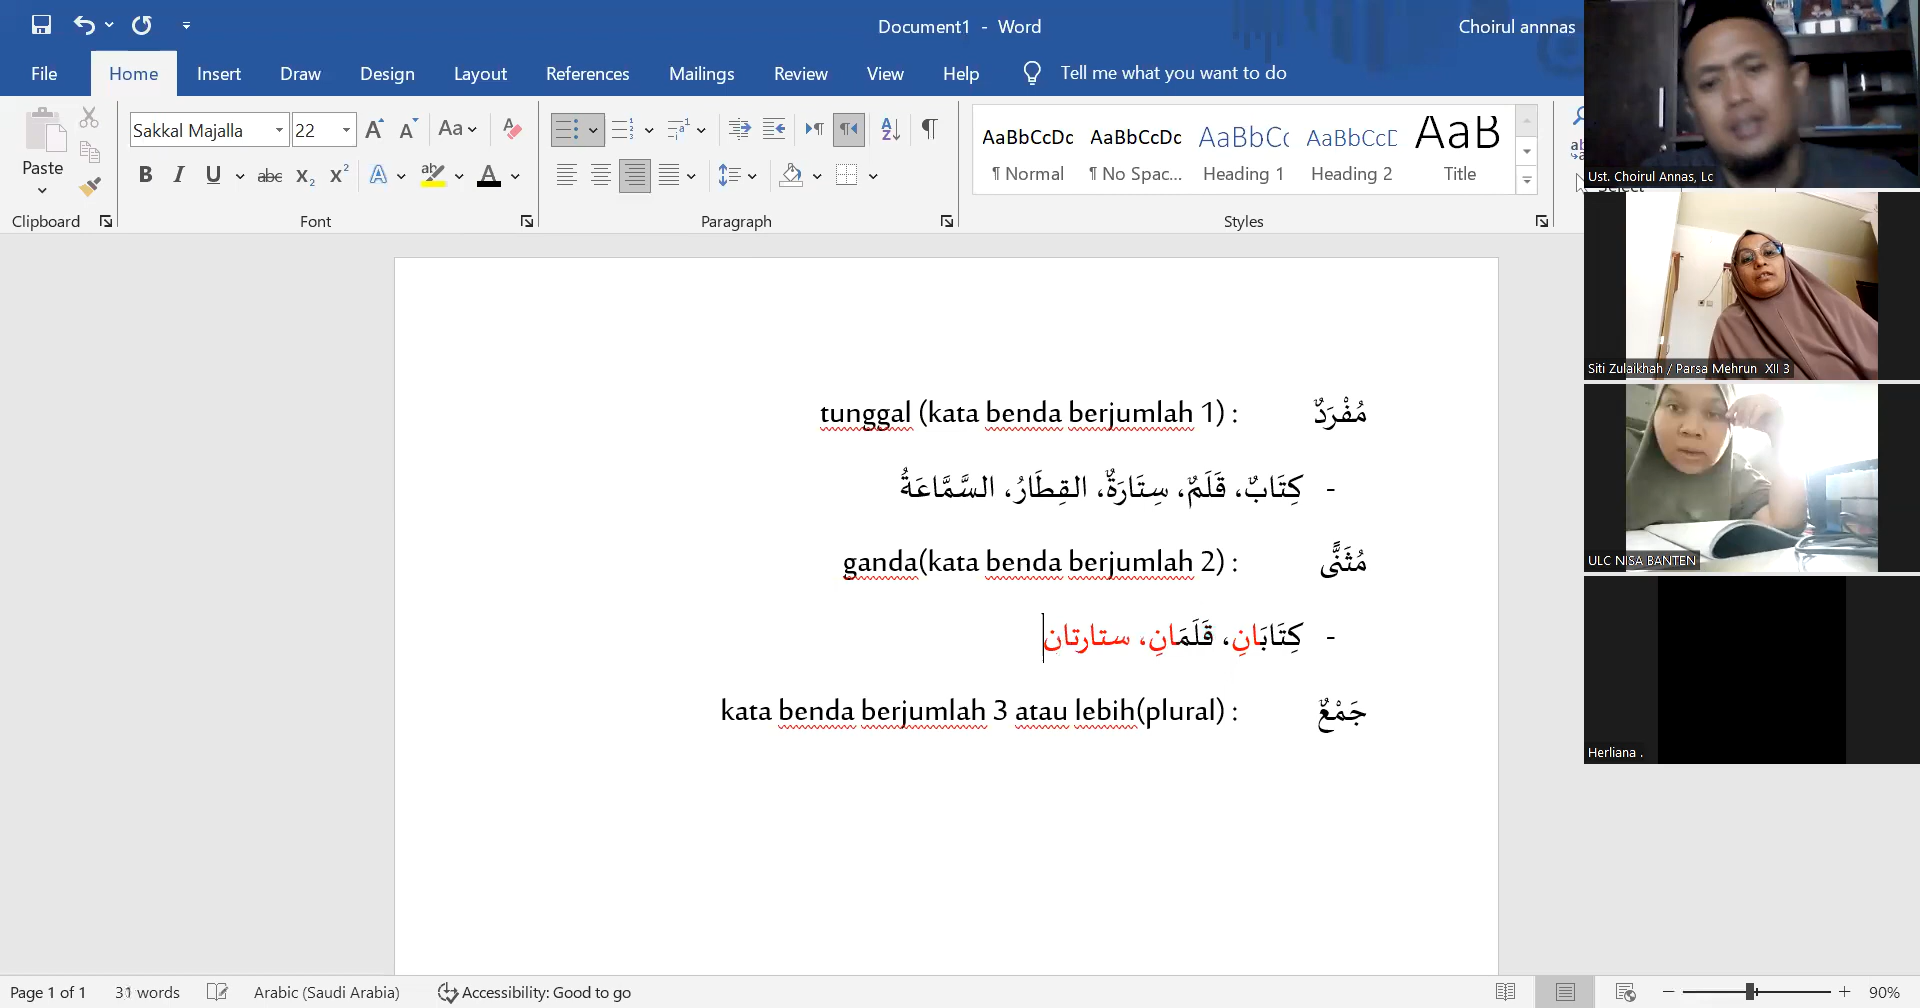 Document1 - Word
Choirul annnas
File Home Insert Draw Design Layout References Mailings Review View Help Tell me what you want to do
Paste
Sakkal Majalla 22
Aa
AaBbCcDc AaBbCcDc AaBbCc AaBbCcD AaB
¶ Normal ¶ No Spac... Heading 1 Heading 2 Title
Clipboard Font Paragraph Styles
Select
Ust. Choirul Annas, Lc
Siti Zulaikhah / Parsa Mehrun XII 3
ULC NISA BANTEN
Herliana .
مُفْرَدٌ : tunggal (kata benda berjumlah 1)
- كِتَابٌ، قَلَمٌ، سِتَارَةٌ، القِطَارُ، السَّمَّاعَةُ
مُثَنًّى : ganda(kata benda berjumlah 2)
- كِتَابَانِ، قَلَمَانِ، ستارتان
جَمْعٌ : kata benda berjumlah 3 atau lebih(plural)
Page 1 of 1 31 words Arabic (Saudi Arabia) Accessibility: Good to go 90%